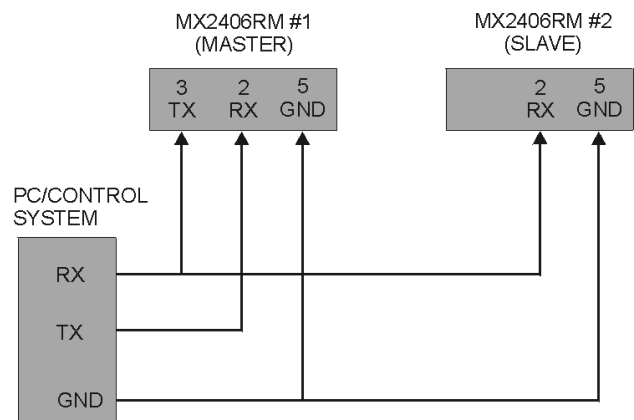 MX2406RM #1
(MASTER)
MX2406RM #2
(SLAVE)
3 2 5
TX RX GND
2 5
RX GND
PC/CONTROL
SYSTEM
RX
TX
GND